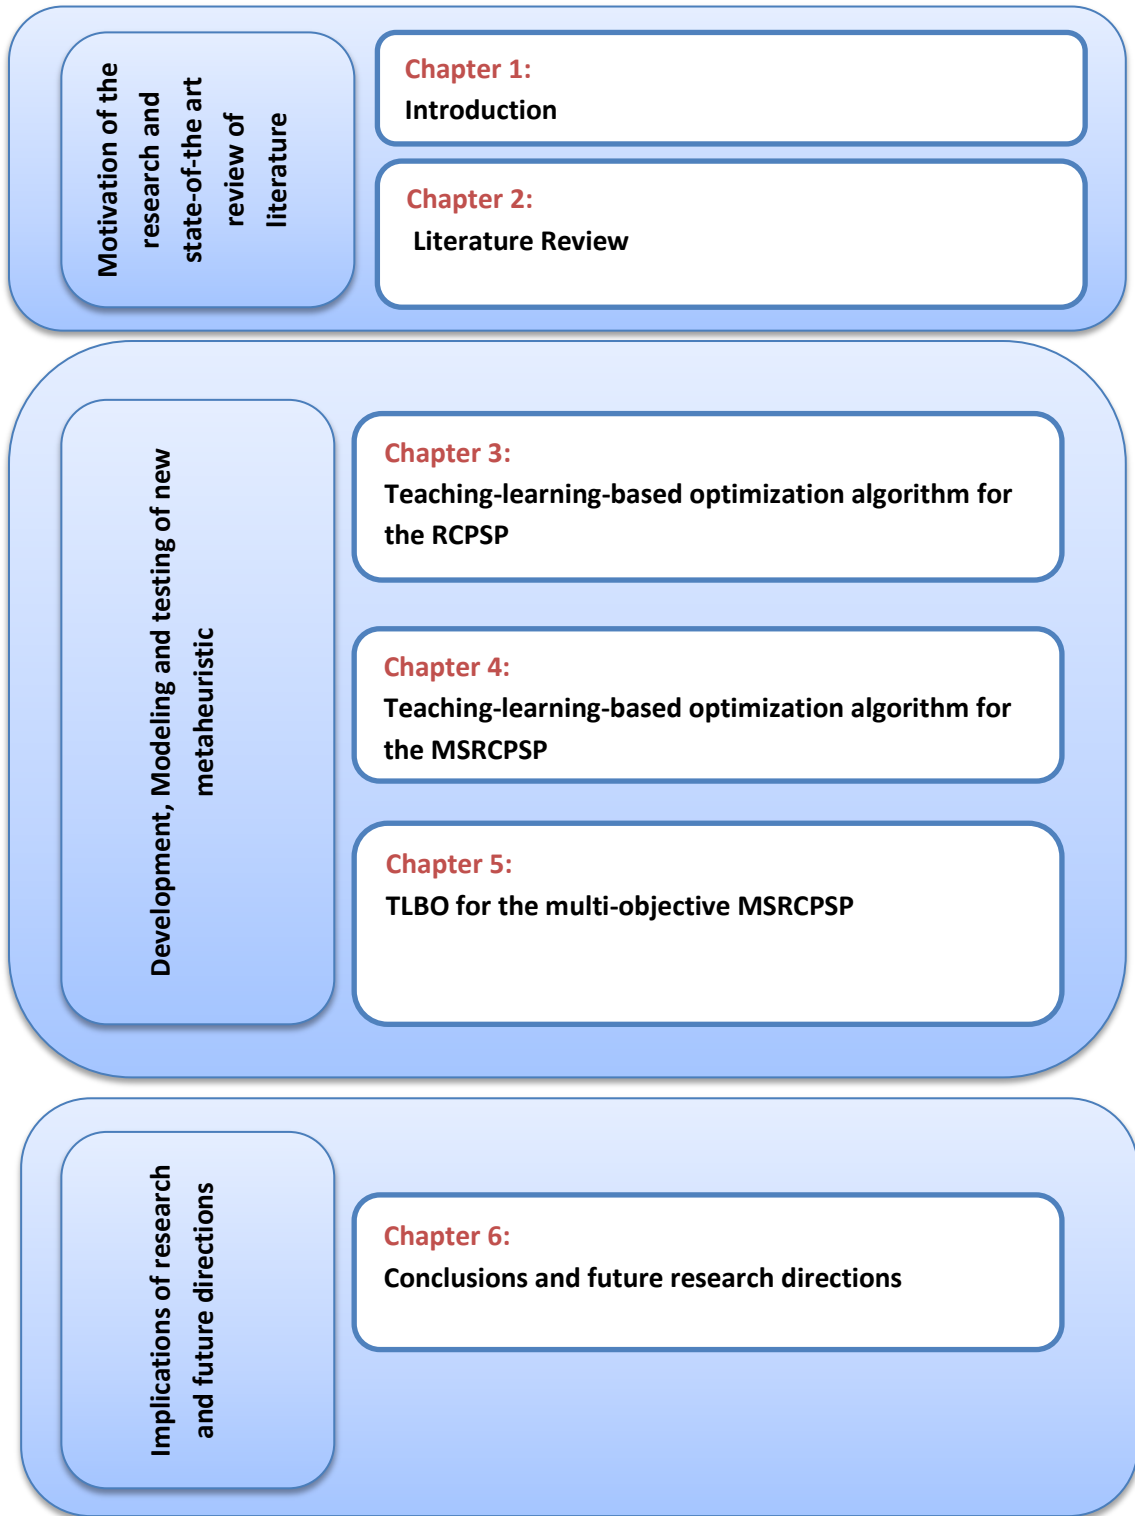 Motivation of the
research and
state-of-the art
review of
literature
Chapter 1:
Introduction
Chapter 2:
Literature Review
Development, Modeling and testing of new
metaheuristic
Chapter 3:
Teaching-learning-based optimization algorithm for
the RCPSP
Chapter 4:
Teaching-learning-based optimization algorithm for
the MSRCPSP
Chapter 5:
TLBO for the multi-objective MSRCPSP
Implications of research
and future directions
Chapter 6:
Conclusions and future research directions